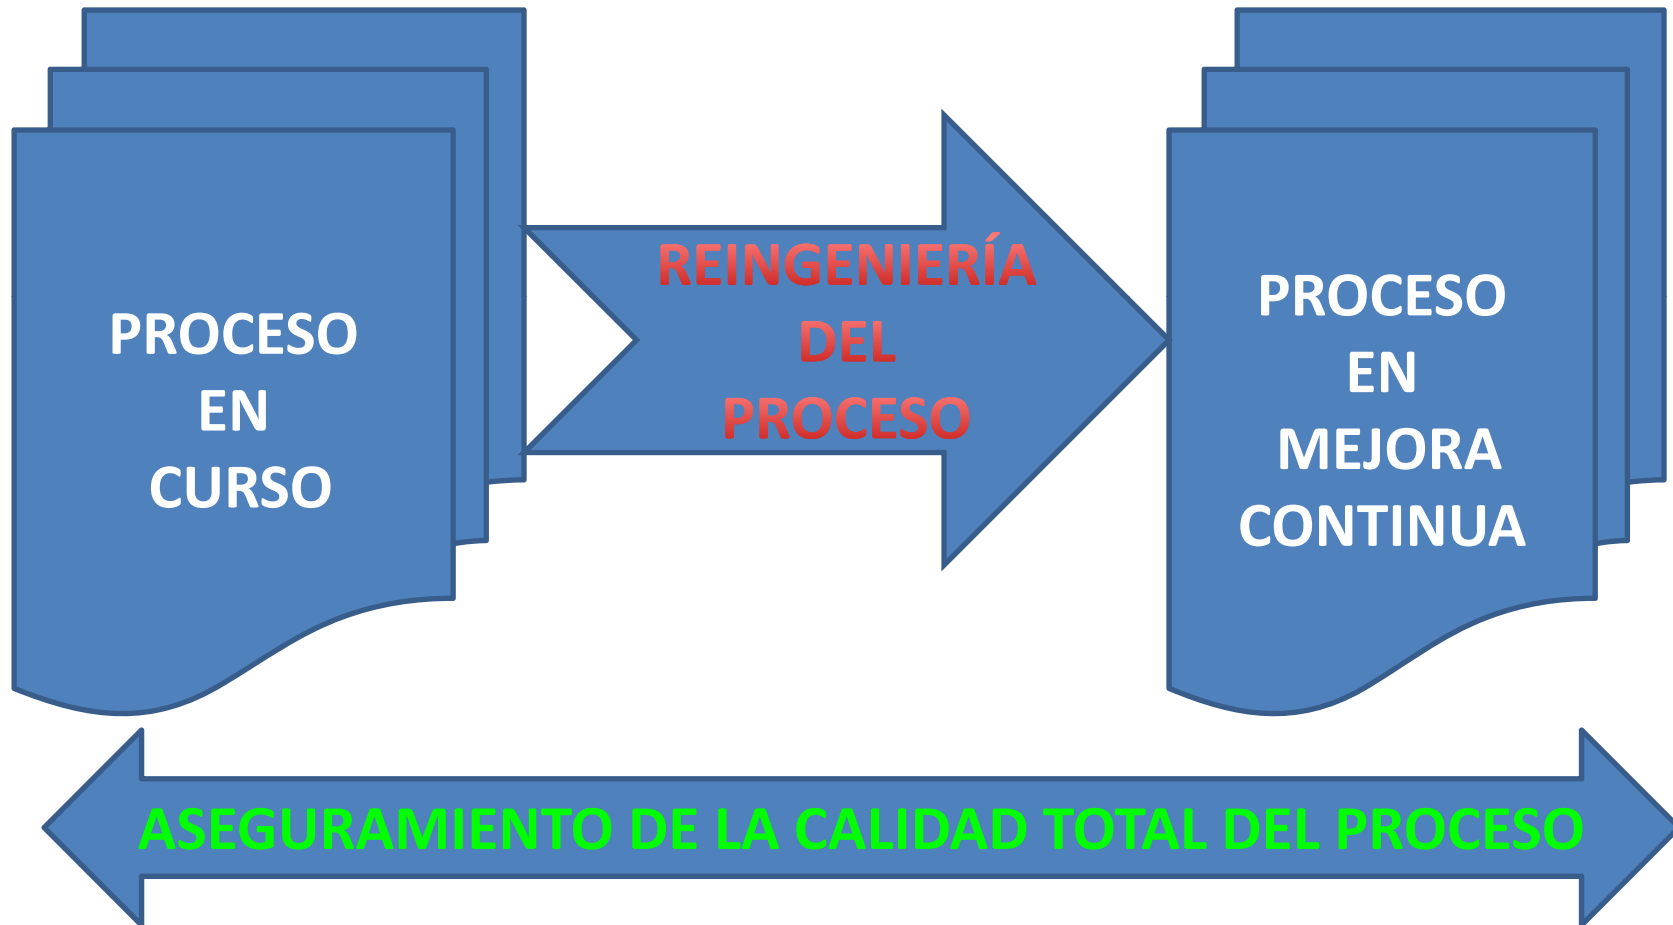 PROCESO
EN
CURSO
REINGENIERÍA
DEL
PROCESO
PROCESO
EN
MEJORA
CONTINUA
ASEGURAMIENTO DE LA CALIDAD TOTAL DEL PROCESO